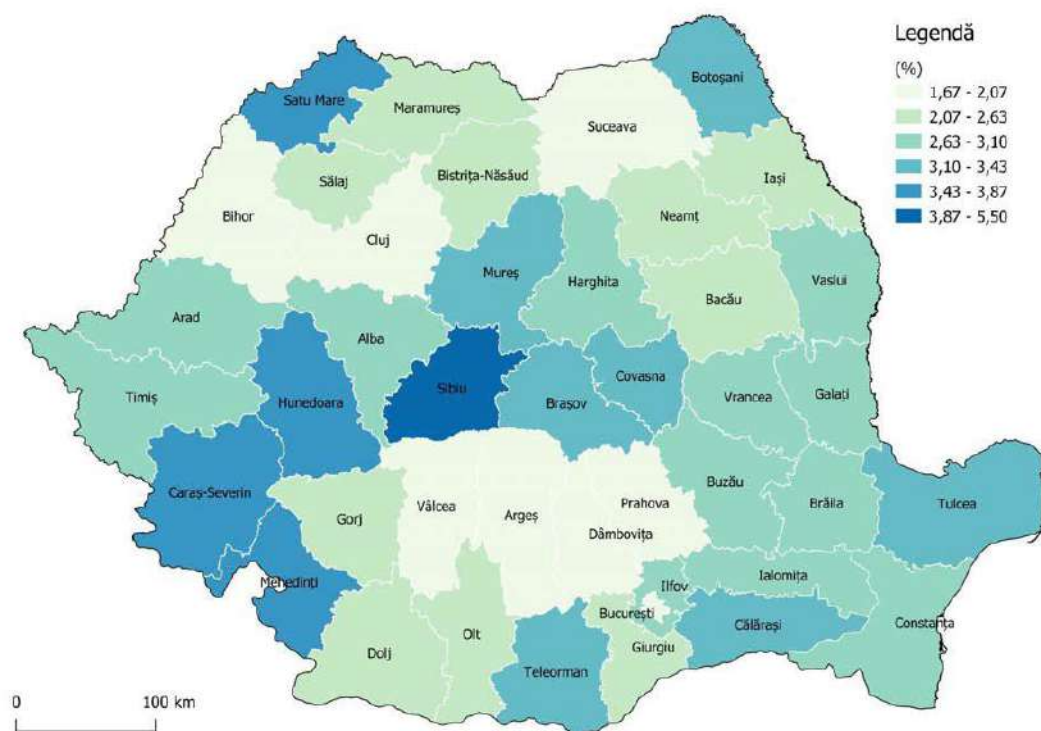 Legendă
(%)
1,67 - 2,07
2,07 - 2,63
2,63 - 3,10
3,10 - 3,43
3,43 - 3,87
3,87 - 5,50
Botoșani
Satu Mare
Maramureș
Suceava
Iași
Sălaj
Bistrița-Năsăud
Neamț
Bihor
Cluj
Mureș
Harghita
Vaslui
Bacău
Arad
Alba
Timiș
Hunedoara
Sibiu
Brașov
Covasna
Vrancea
Galați
Caraș-Severin
Gorj
Vâlcea
Argeș
Prahova
Dâmbovița
Buzău
Brăila
Tulcea
Mehedinți
Ilfov
Ialomița
București
Călărași
Constanța
Dolj
Olt
Teleorman
Giurgiu
0 100 km